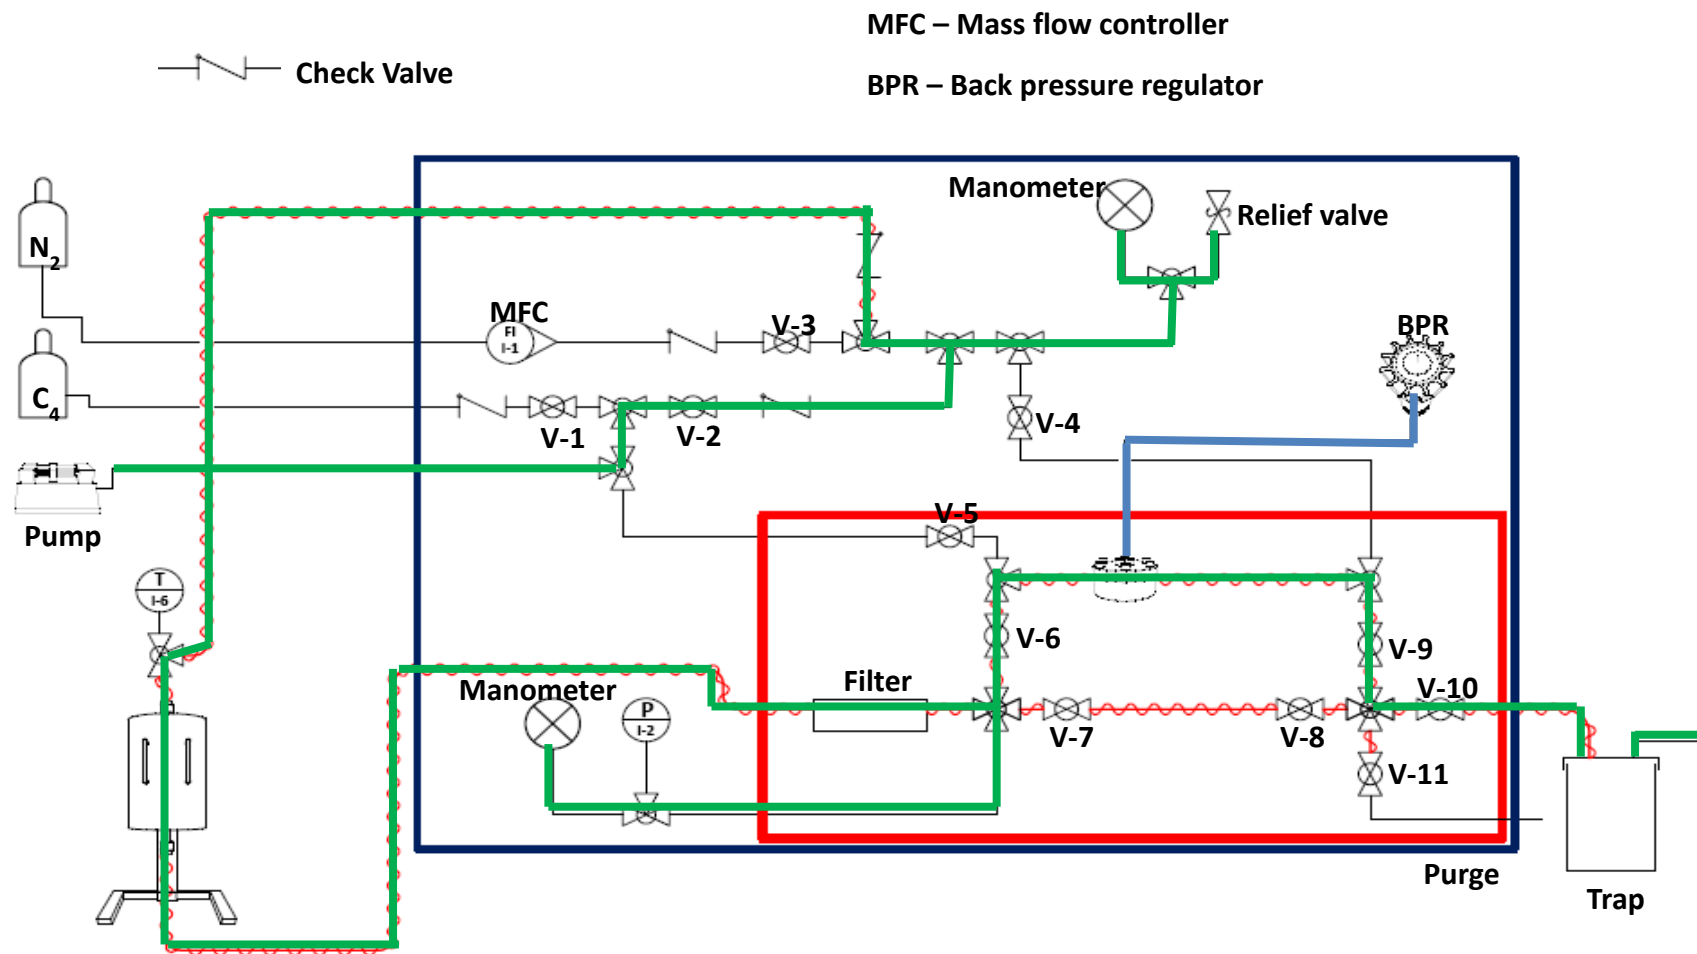 MFC – Mass flow controller
Check Valve
BPR – Back pressure regulator
Manometer
Relief valve
N2
MFC
FI
I-1
V-3
BPR
C4
V-1
V-2
V-4
Pump
V-5
T
I-6
V-6
V-9
Manometer
Filter
V-10
P
I-2
V-7
V-8
V-11
Purge
Trap